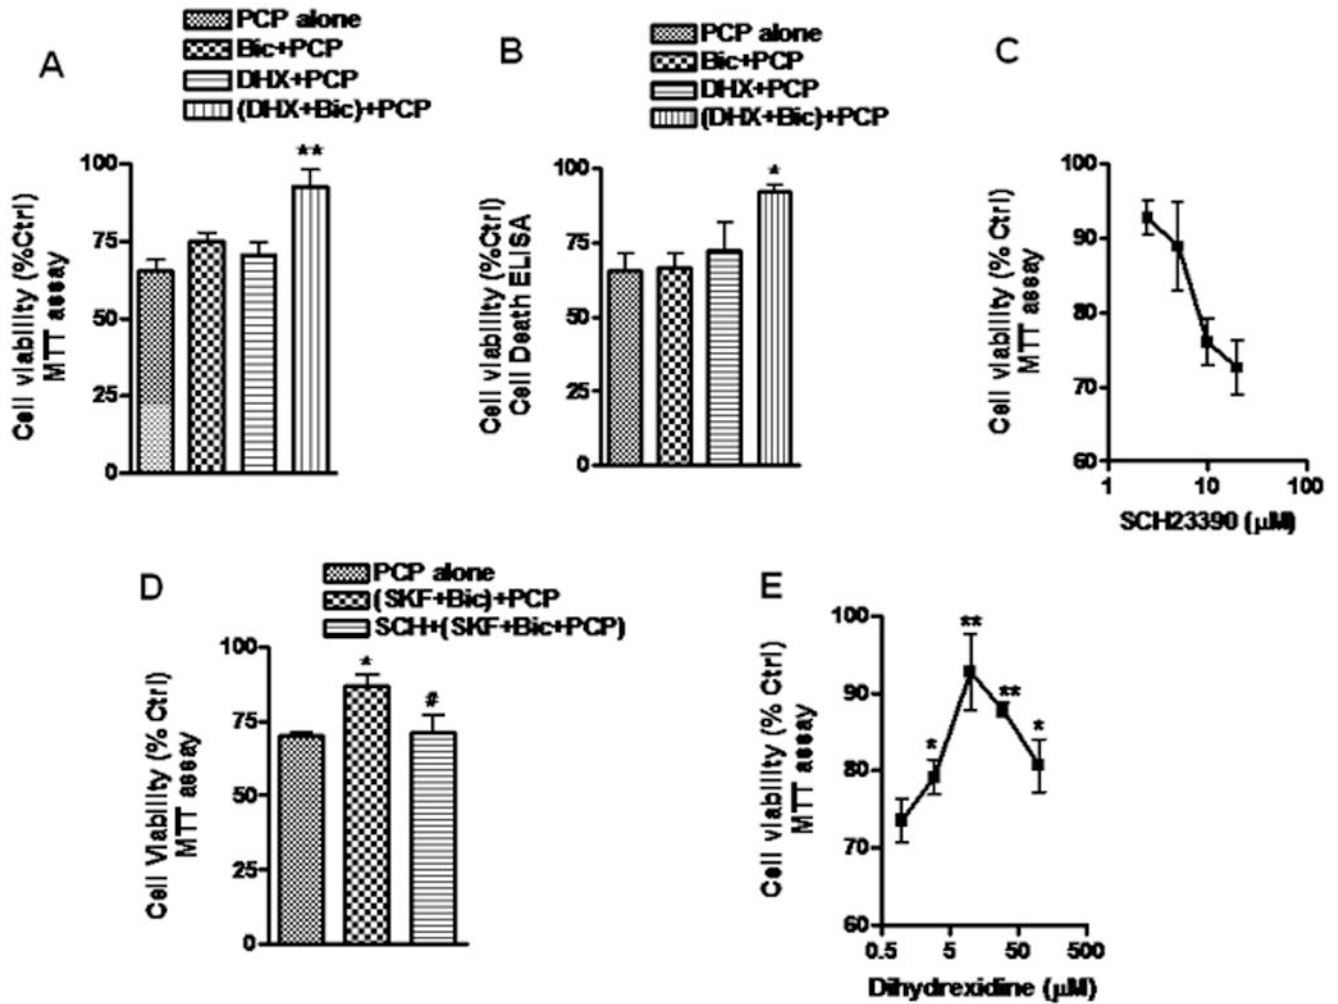 A
PCP alone
Bic+PCP
DHX+PCP
(DHX+Bic)+PCP
**
100
75
50
25
0
Cell viability (%Ctrl)
MTT assay
B
PCP alone
Bic+PCP
DHX+PCP
(DHX+Bic)+PCP
*
100
75
50
25
0
Cell viability (%Ctrl)
Cell Death ELISA
C
100
90
80
70
60
Cell viability (% Ctrl)
MTT assay
1 10 100
SCH23390 (μM)
D
PCP alone
(SKF+Bic)+PCP
SCH+(SKF+Bic+PCP)
*
#
100
75
50
25
0
Cell Viability (% Ctrl)
MTT assay
E
**
**
*
*
100
90
80
70
60
Cell viability (% Ctrl)
MTT assay
0.5 5 50 500
Dihydrexidine (μM)